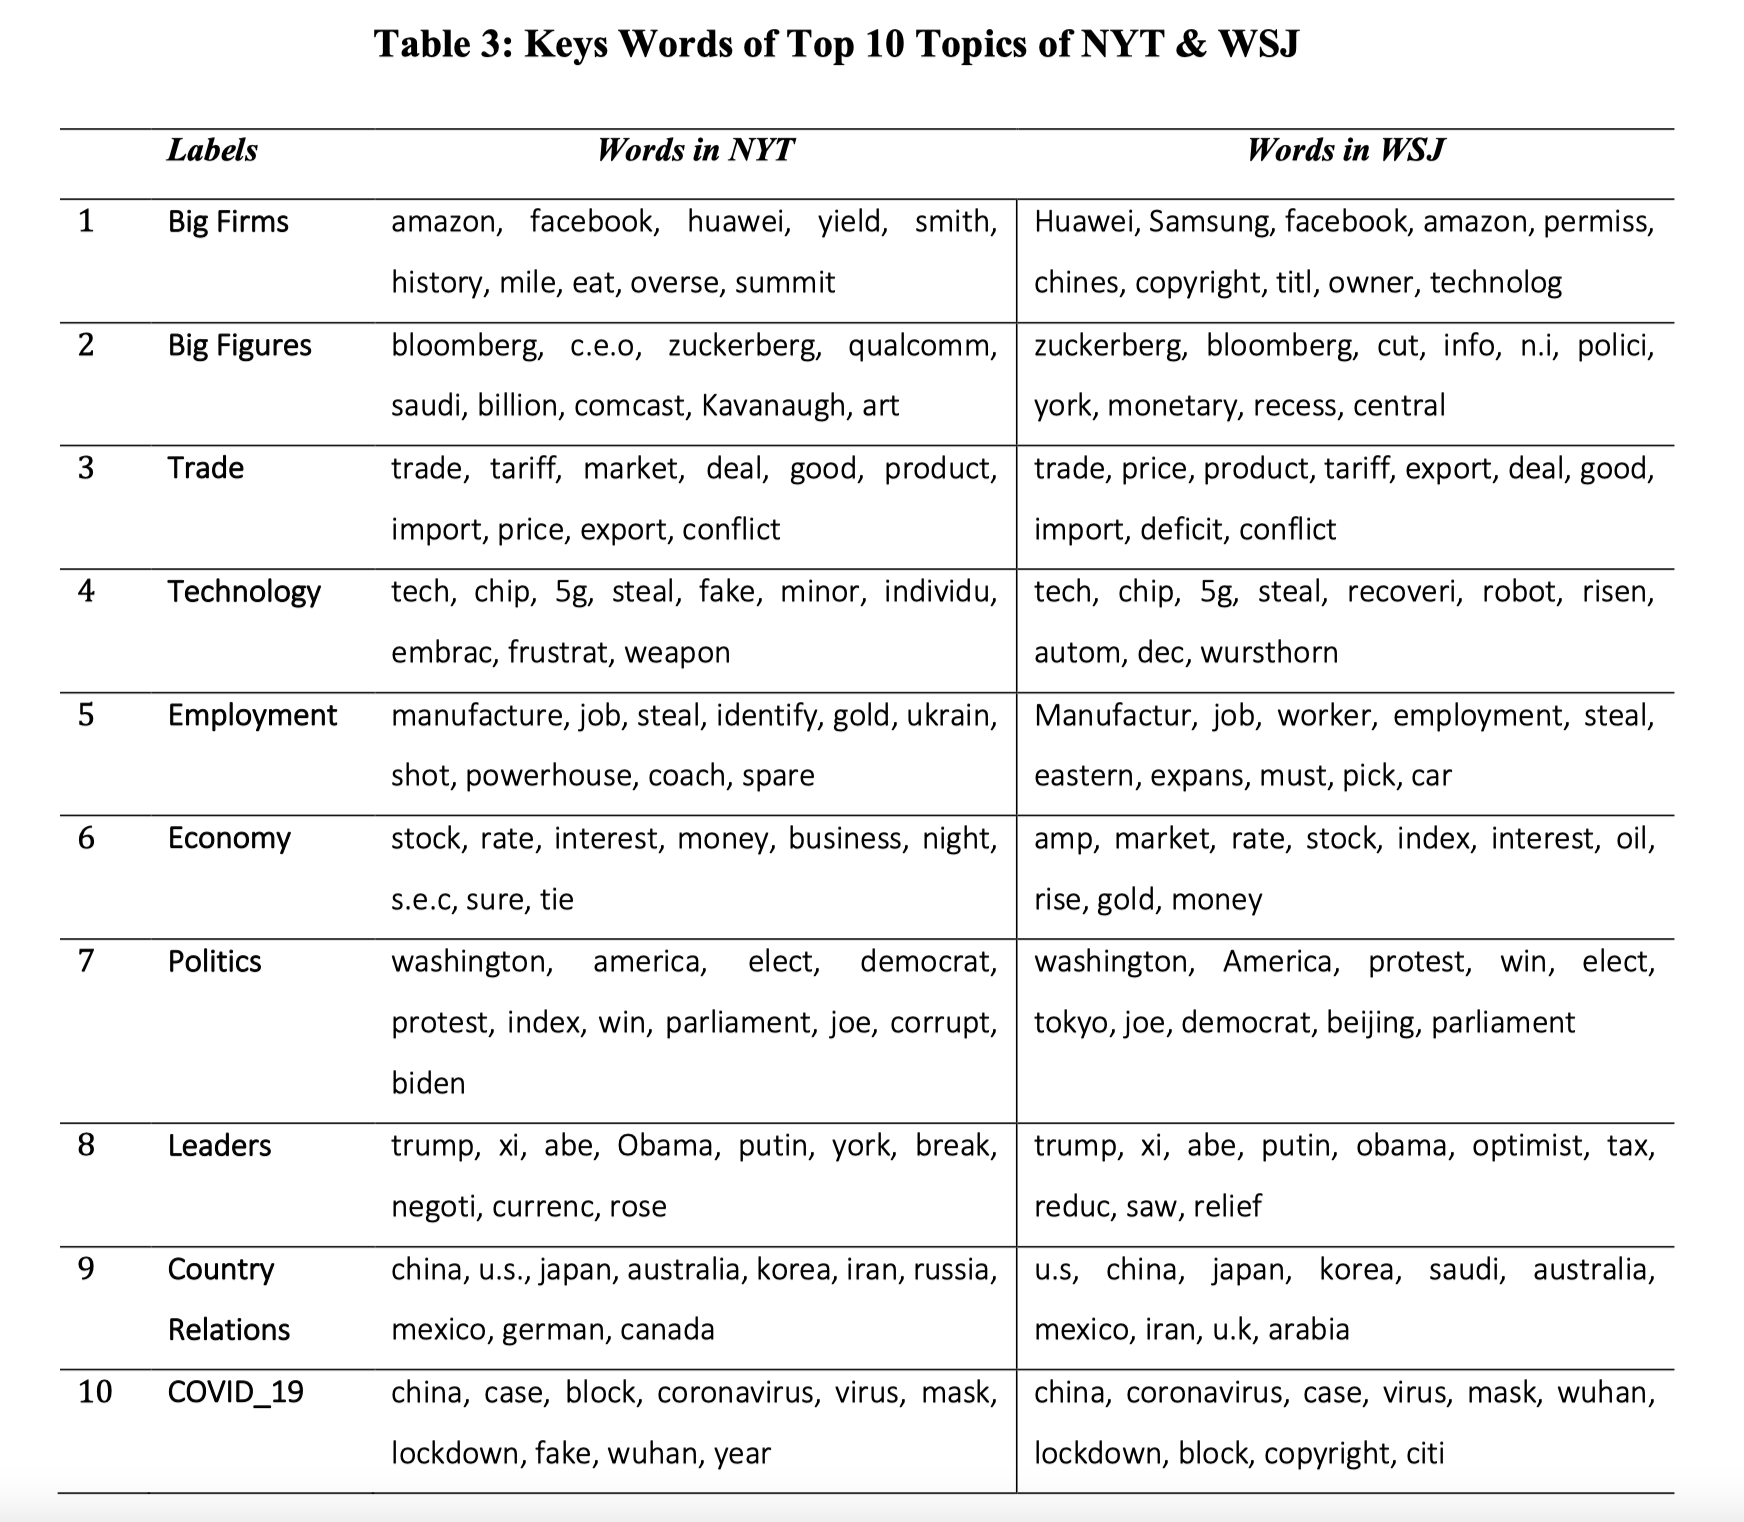 Table 3: Keys Words of Top 10 Topics of NYT & WSJ
Labels Words in NYT Words in WSJ
1 Big Firms amazon, facebook, huawei, yield, smith, Huawei, Samsung, facebook, amazon, permiss,
history, mile, eat, overse, summit chines, copyright, titl, owner, technolog
2 Big Figures bloomberg, c.e.o, zuckerberg, qualcomm, zuckerberg, bloomberg, cut, info, n.i, polici,
saudi, billion, comcast, Kavanaugh, art york, monetary, recess, central
3 Trade trade, tariff, market, deal, good, product, trade, price, product, tariff, export, deal, good,
import, price, export, conflict import, deficit, conflict
4 Technology tech, chip, 5g, steal, fake, minor, individu, tech, chip, 5g, steal, recoveri, robot, risen,
embrac, frustrat, weapon autom, dec, wursthorn
5 Employment manufacture, job, steal, identify, gold, ukrain, Manufactur, job, worker, employment, steal,
shot, powerhouse, coach, spare eastern, expans, must, pick, car
6 Economy stock, rate, interest, money, business, night, amp, market, rate, stock, index, interest, oil,
s.e.c, sure, tie rise, gold, money
7 Politics washington, america, elect, democrat, washington, America, protest, win, elect,
protest, index, win, parliament, joe, corrupt, tokyo, joe, democrat, beijing, parliament
biden
8 Leaders trump, xi, abe, Obama, putin, york, break, trump, xi, abe, putin, obama, optimist, tax,
negoti, currenc, rose reduc, saw, relief
9 Country china, u.s., japan, australia, korea, iran, russia, u.s, china, japan, korea, saudi, australia,
Relations mexico, german, canada mexico, iran, u.k, arabia
10 COVID_19 china, case, block, coronavirus, virus, mask, china, coronavirus, case, virus, mask, wuhan,
lockdown, fake, wuhan, year lockdown, block, copyright, citi